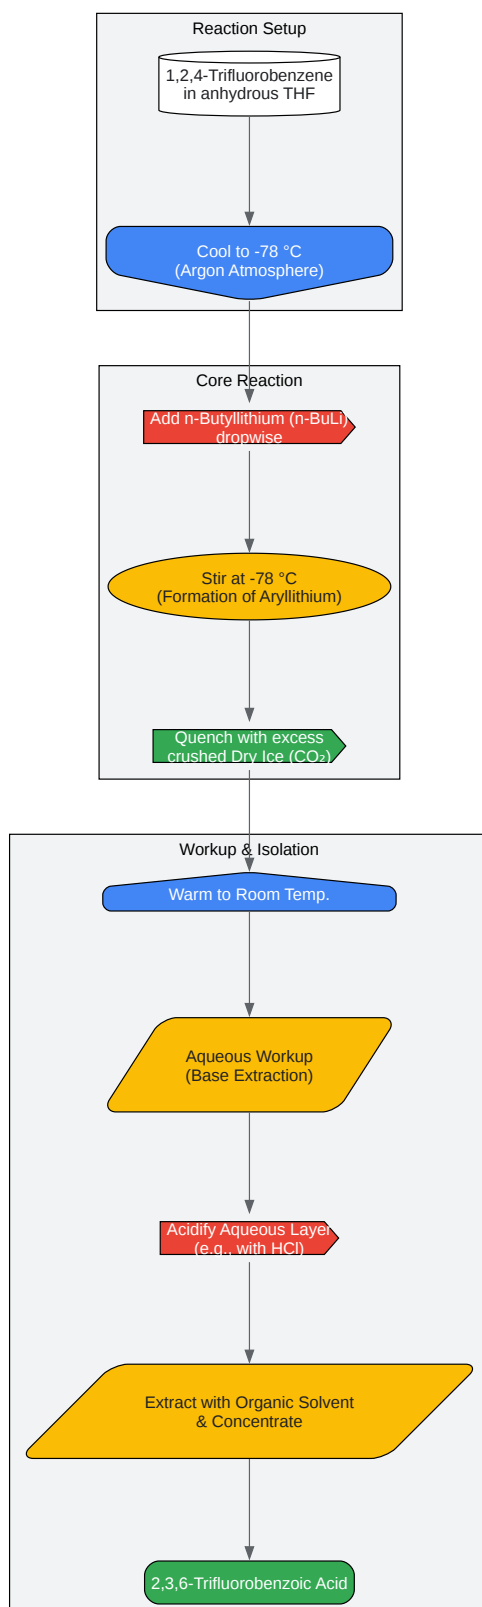 Reaction Setup
1,2,4-Trifluorobenzene
in anhydrous THF
Cool to -78 °C
(Argon Atmosphere)
Core Reaction
Add n-Butyllithium (n-BuLi)
dropwise
Stir at -78 °C
(Formation of Aryllithium)
Quench with excess
crushed Dry Ice (CO₂)
Workup & Isolation
Warm to Room Temp.
Aqueous Workup
(Base Extraction)
Acidify Aqueous Layer
(e.g., with HCl)
Extract with Organic Solvent
& Concentrate
2,3,6-Trifluorobenzoic Acid